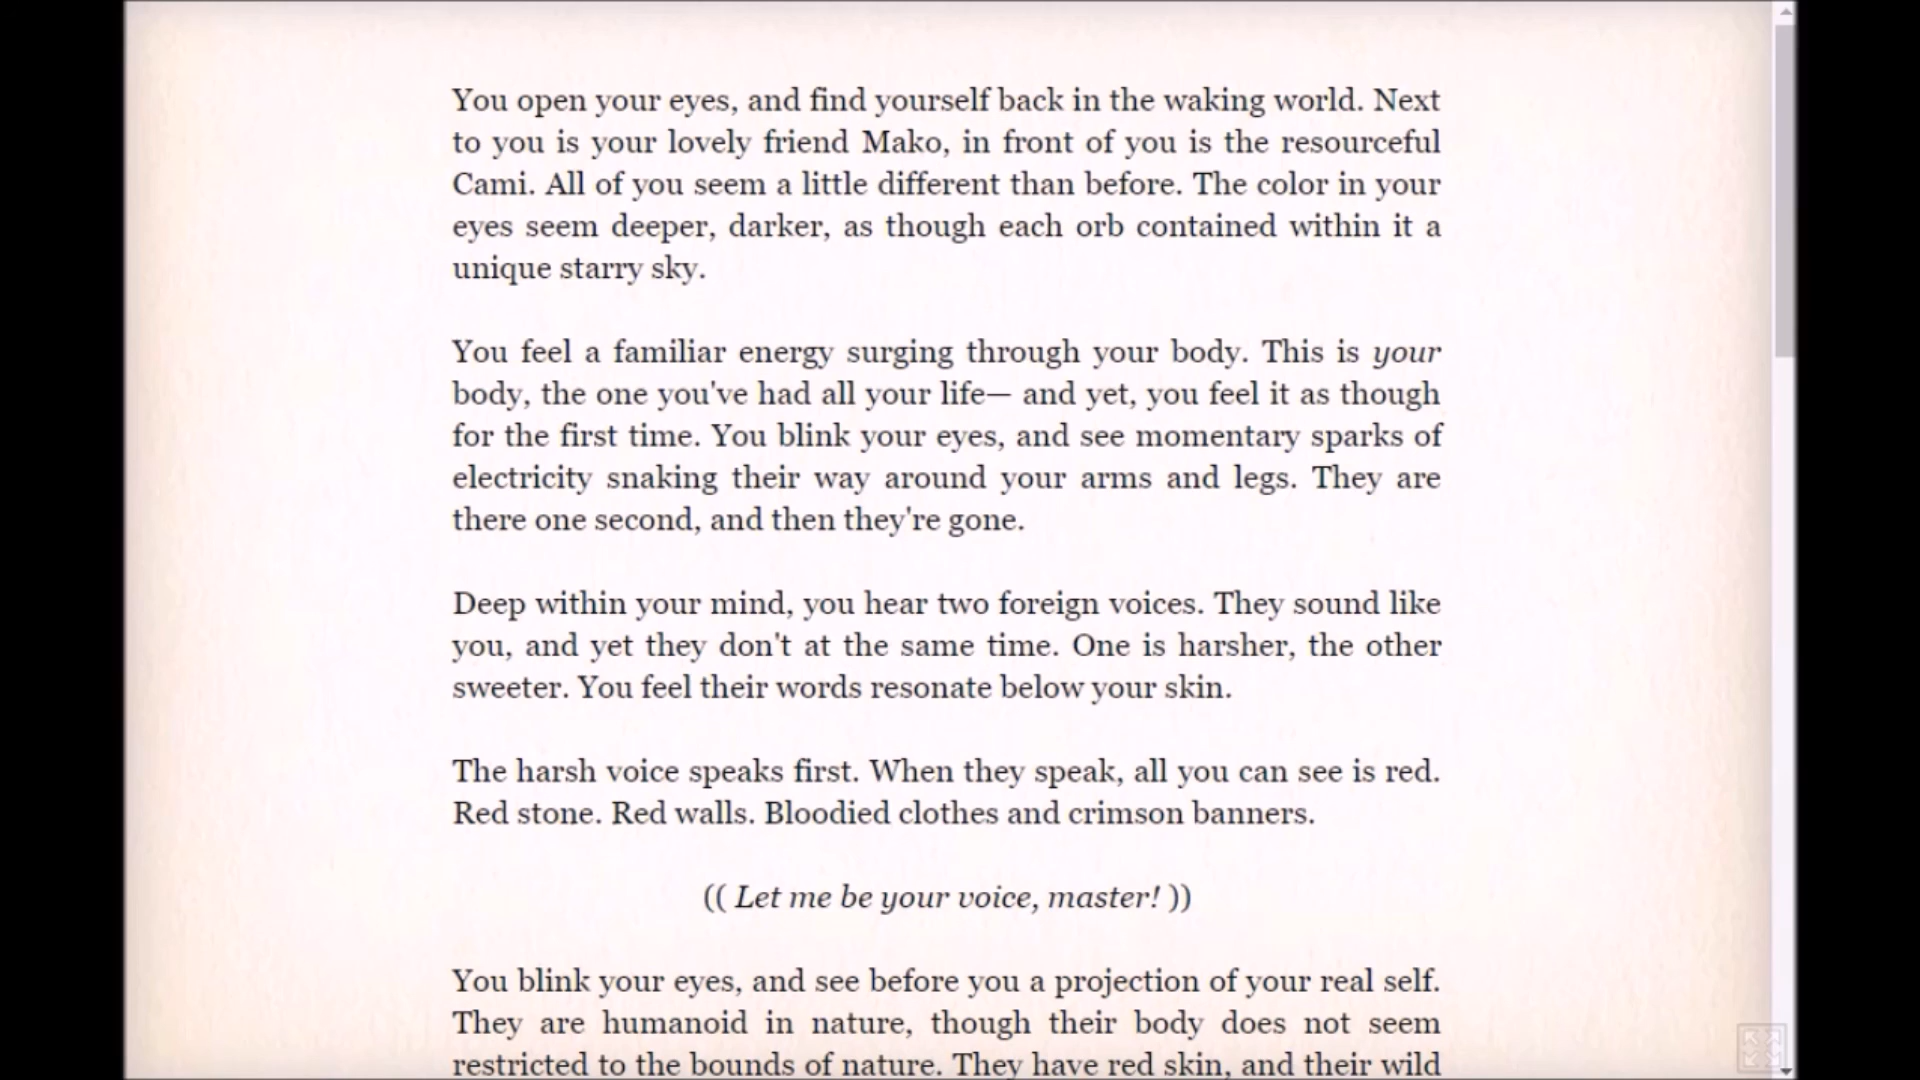 You open your eyes, and find yourself back in the waking world. Next
to you is your lovely friend Mako, in front of you is the resourceful
Cami. All of you seem a little different than before. The color in your
eyes seem deeper, darker, as though each orb contained within it a
unique starry sky.
You feel a familiar energy surging through your body. This is your
body, the one you've had all your life— and yet, you feel it as though
for the first time. You blink your eyes, and see momentary sparks of
electricity snaking their way around your arms and legs. They are
there one second, and then they're gone.
Deep within your mind, you hear two foreign voices. They sound like
you, and yet they don't at the same time. One is harsher, the other
sweeter. You feel their words resonate below your skin.
The harsh voice speaks first. When they speak, all you can see is red.
Red stone. Red walls. Bloodied clothes and crimson banners.
(( Let me be your voice, master! ))
You blink your eyes, and see before you a projection of your real self.
They are humanoid in nature, though their body does not seem
restricted to the bounds of nature. They have red skin, and their wild